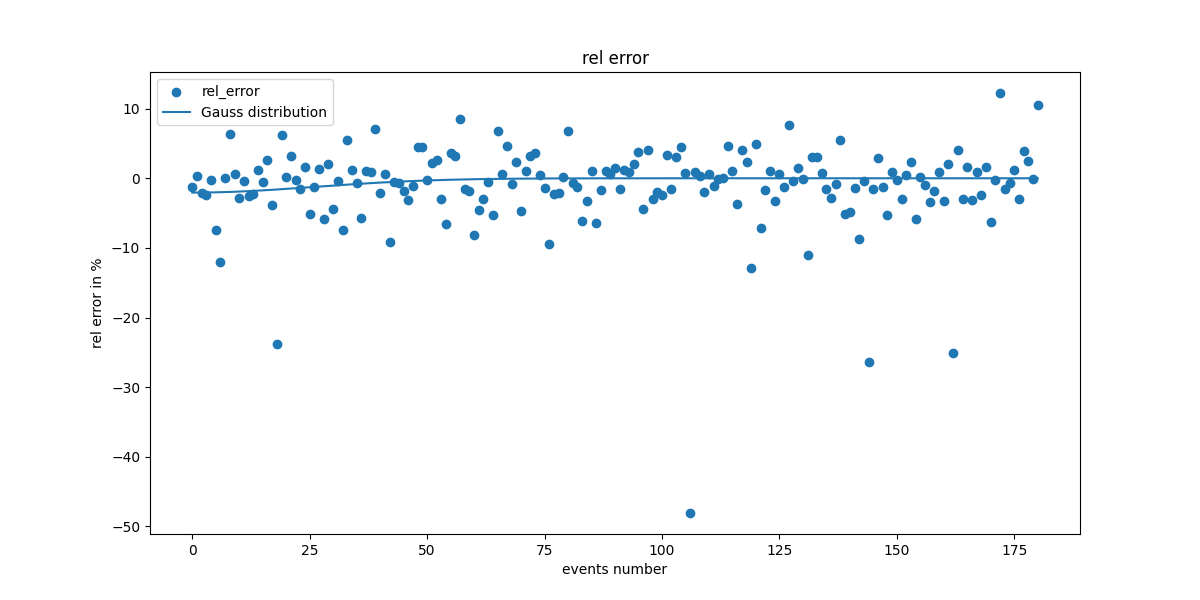 rel error
rel_error
Gauss distribution
10
0
−10
−20
−30
−40
−50
rel error in %
0 25 50 75 100 125 150 175
events number